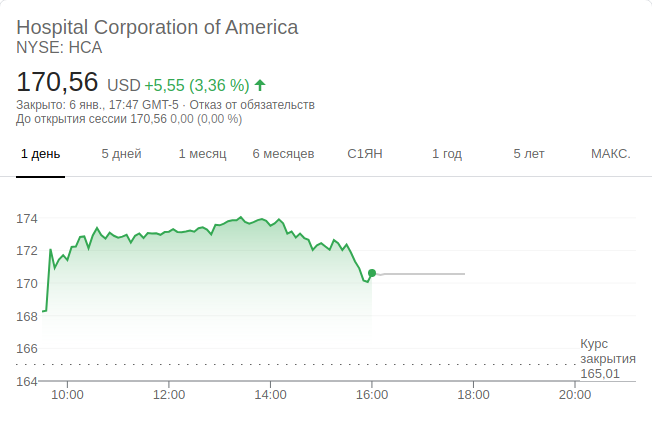 Hospital Corporation of America
NYSE: HCA
170,56 USD +5,55 (3,36 %)
Закрыто: 6 янв., 17:47 GMT-5 · Отказ от обязательств
До открытия сессии 170,56 0,00 (0,00 %)
1 день 5 дней 1 месяц 6 месяцев С1ЯН 1 год 5 лет МАКС.
174
172
170
168
166
164
Курс
закрытия
165,01
10:00 12:00 14:00 16:00 18:00 20:00